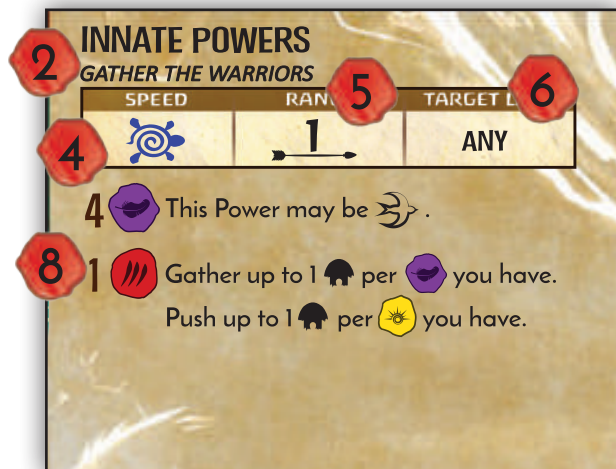 INNATE POWERS
2
GATHER THE WARRIORS
5
6
SPEED RAN TARGET
4
1 ANY
4 This Power may be .
8
1 Gather up to 1 per you have.
Push up to 1 per you have.